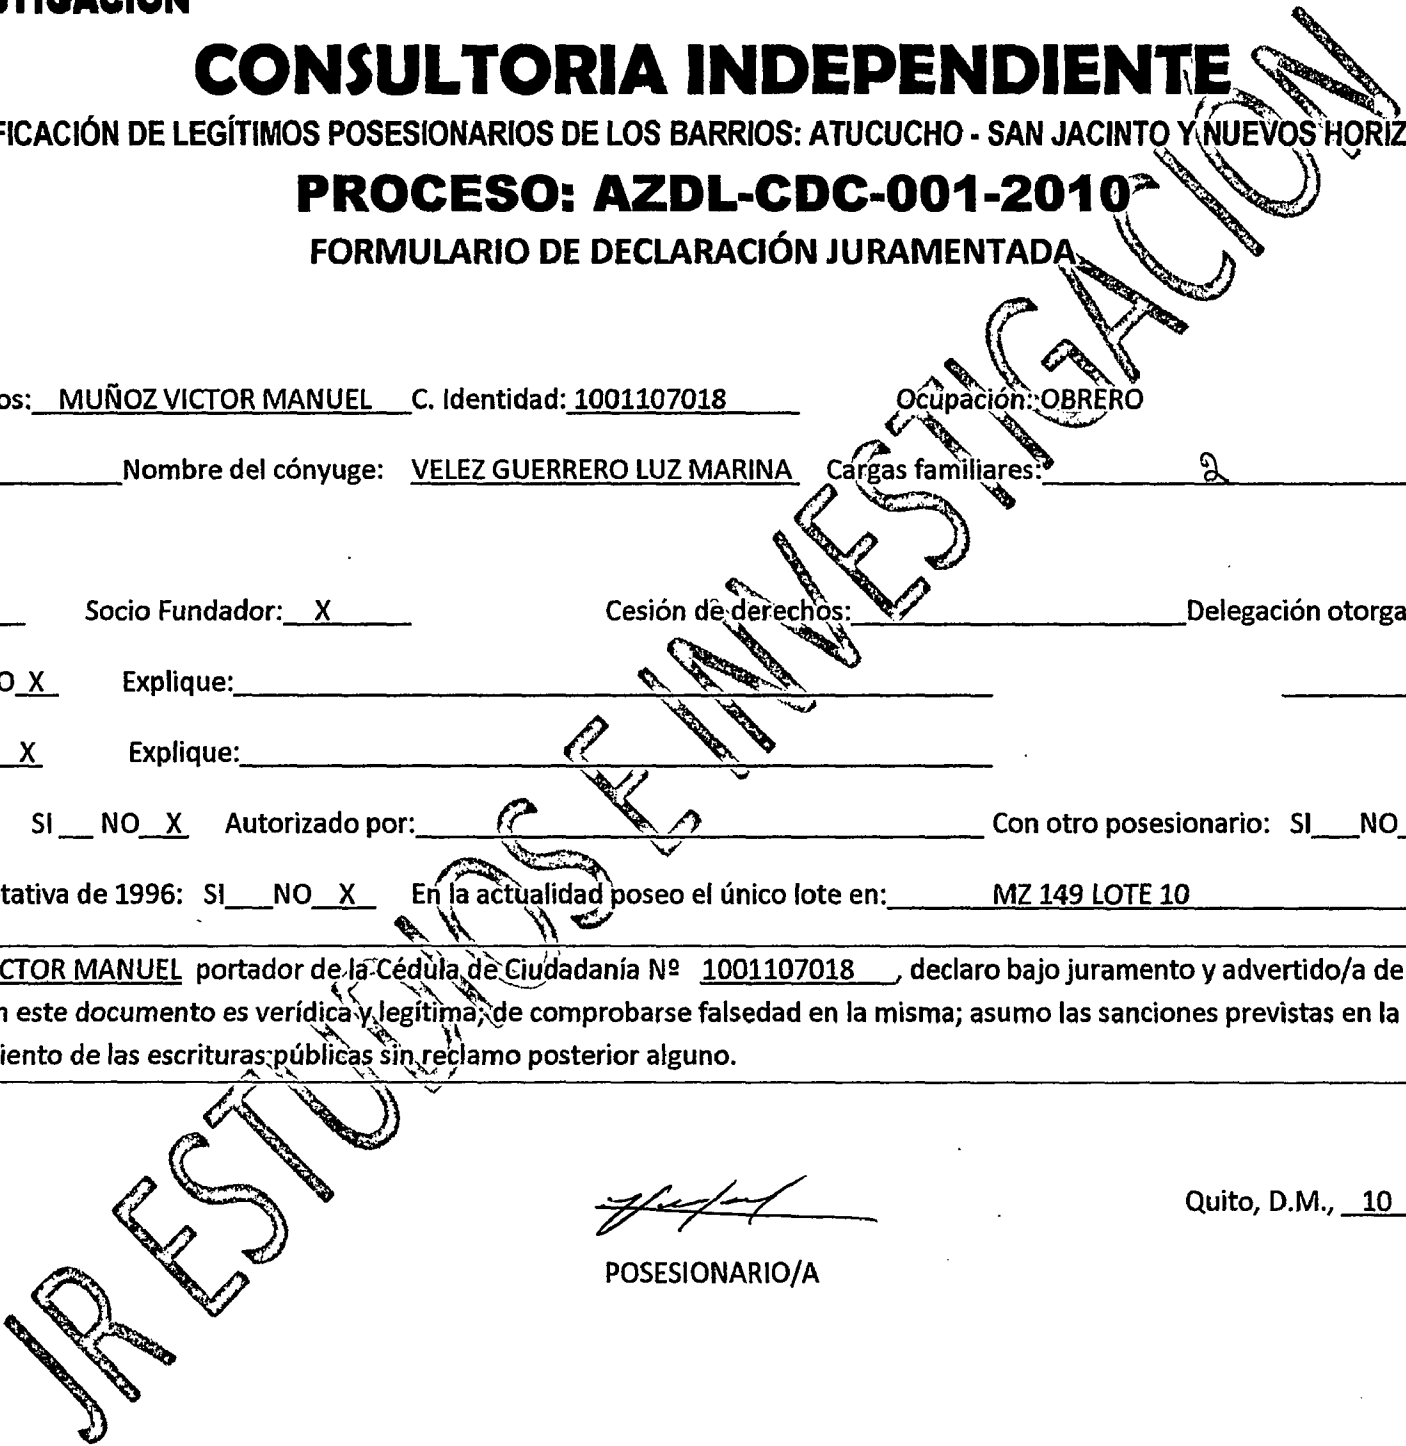 CONSULTORIA INDEPENDIENTE
FICACIÓN DE LEGÍTIMOS POSESIONARIOS DE LOS BARRIOS: ATUCUCHO - SAN JACINTO Y NUEVOS HORIZ
PROCESO: AZDL-CDC-001-2010
FORMULARIO DE DECLARACIÓN JURAMENTADA
os: MUÑOZ VICTOR MANUEL C. Identidad: 1001107018 Ocupación: OBRERO
Nombre del cónyuge: VELEZ GUERRERO LUZ MARINA Cargas familiares: 2
Socio Fundador: X Cesión de derechos: Delegación otorga
O X Explique:
X Explique:
SI __ NO X Autorizado por: Con otro posesionario: SI___NO_
tativa de 1996: SI___NO X En la actualidad poseo el único lote en: MZ 149 LOTE 10
CTOR MANUEL portador de la Cédula de Ciudadanía Nº 1001107018 , declaro bajo juramento y advertido/a de
n este documento es verídica y legítima; de comprobarse falsedad en la misma; asumo las sanciones previstas en la
iento de las escrituras públicas sin reclamo posterior alguno.
Quito, D.M., 10
POSESIONARIO/A
JR ESTUDIOS E INVESTIGACION